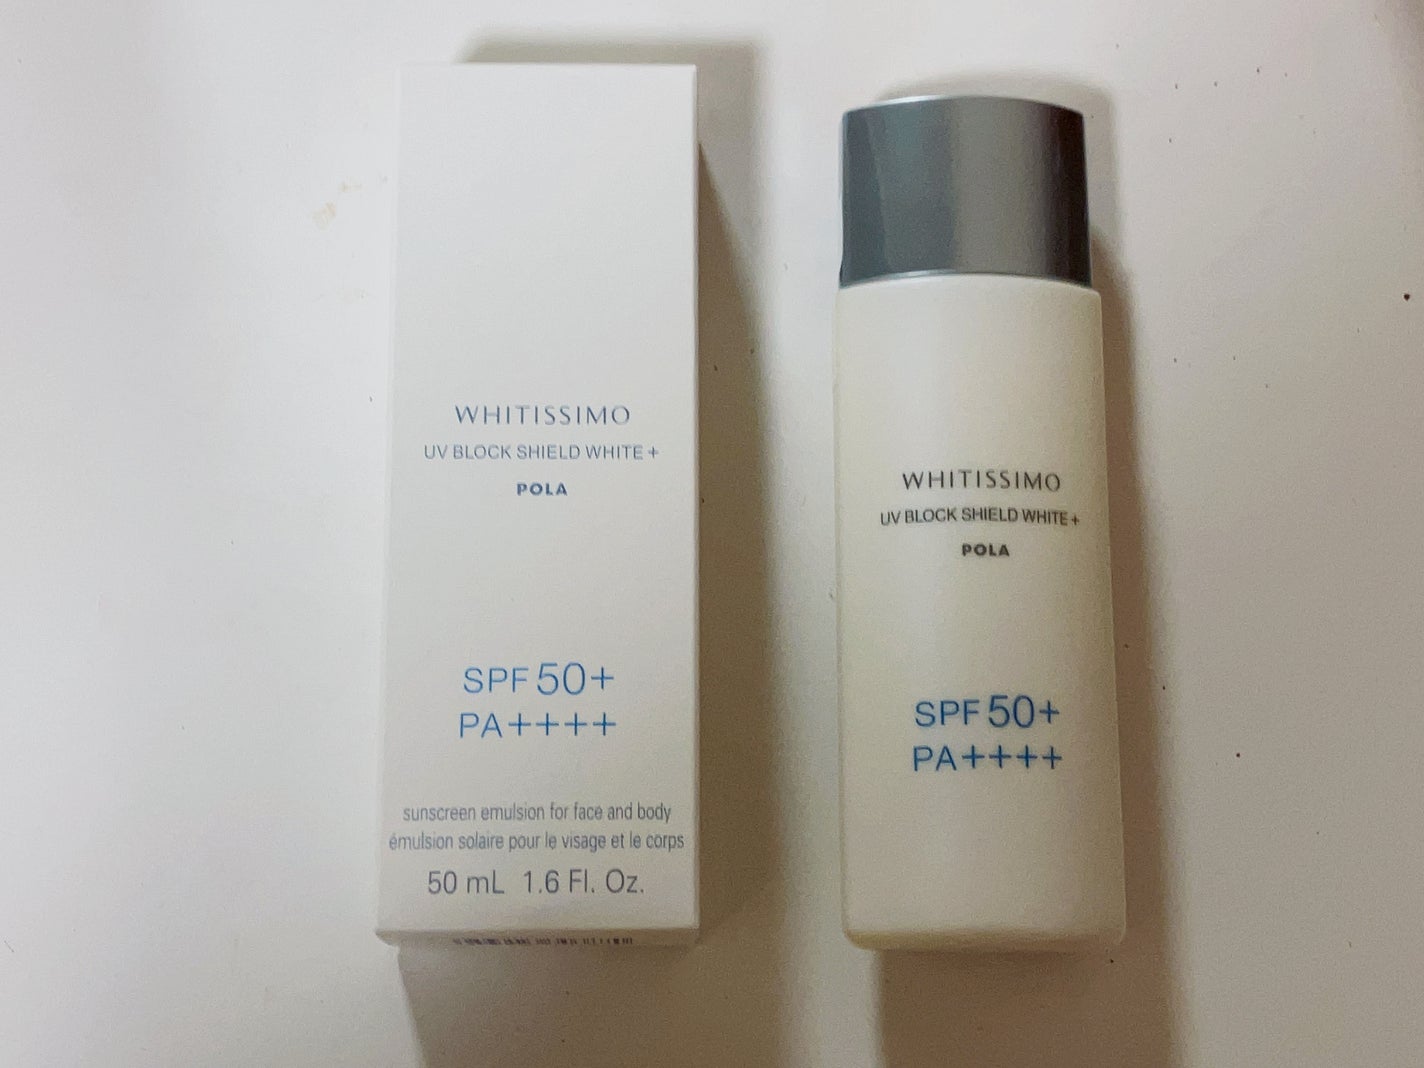 WHITISSIMO
UV BLOCK SHIELD WHITE +
POLA
SPF 50+
PA++++
sunscreen emulsion for face and body
émulsion solaire pour le visage et le corps
50 mL 1.6 Fl. Oz.
WHITISSIMO
UV BLOCK SHIELD WHITE +
POLA
SPF 50+
PA++++